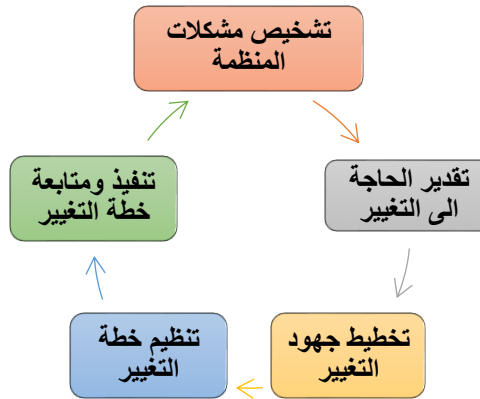 تشخيص مشكلات
المنظمة
تقدير الحاجة
الى التغيير
تخطيط جهود
التغيير
تنظيم خطة
التغيير
تنفيذ ومتابعة
خطة التغيير